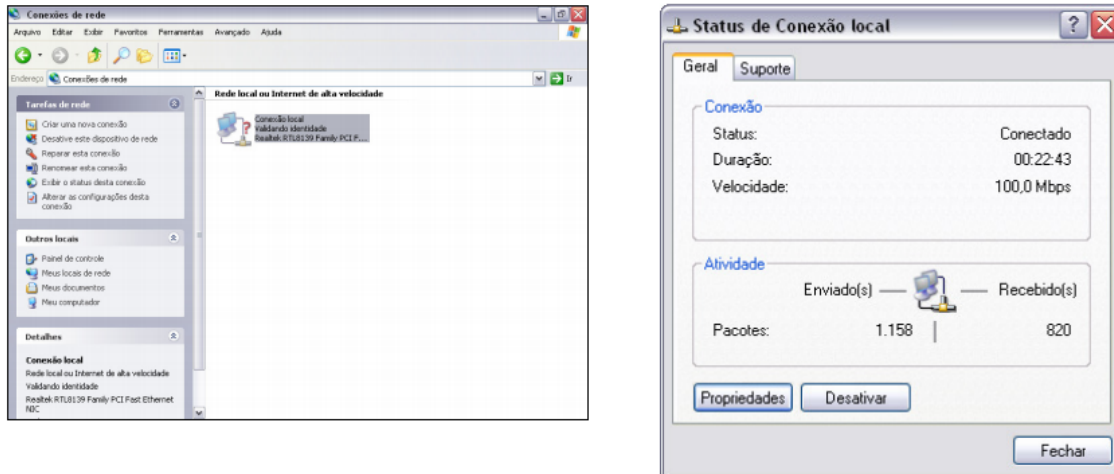 Conexões de rede
Arquivo Editar Exibir Favoritos Ferramentas Avançado Ajuda
Endereço Conexões de rede Ir
Tarefas de rede
Criar uma nova conexão
Desative este dispositivo de rede
Reparar esta conexão
Renomear esta conexão
Exibir o status desta conexão
Alterar as configurações desta
conexão
Outros locais
Painel de controle
Meus locais de rede
Meus documentos
Meu computador
Detalhes
Conexão local
Rede local ou Internet de alta velocidade
Validando identidade
Realtek RTL8139 Family PCI Fast Ethernet
NIC
Rede local ou Internet de alta velocidade
Conexão local
Validando identidade
Realtek RTL8139 Family PCI F...
Status de Conexão local
Geral Suporte
Conexão
Status: Conectado
Duração: 00:22:43
Velocidade: 100,0 Mbps
Atividade
Enviado(s) Recebido(s)
Pacotes: 1.158 820
Propriedades Desativar
Fechar